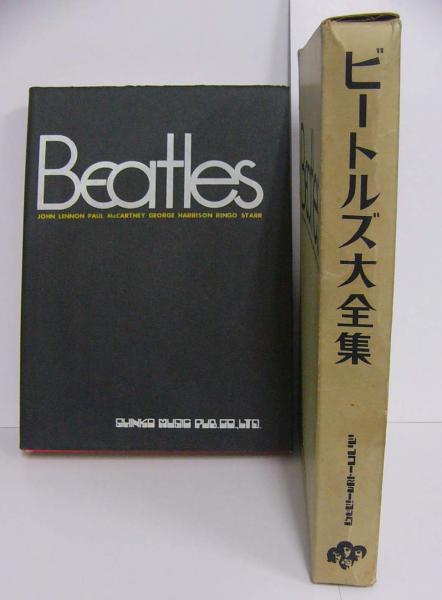 Beatles
JOHN LENNON PAUL McCARTNEY GEORGE HARRISON RINGO STARR
SHINKO MUSIC PUB. CO., LTD.
ビートルズ大全集
シンコー・ミュージック